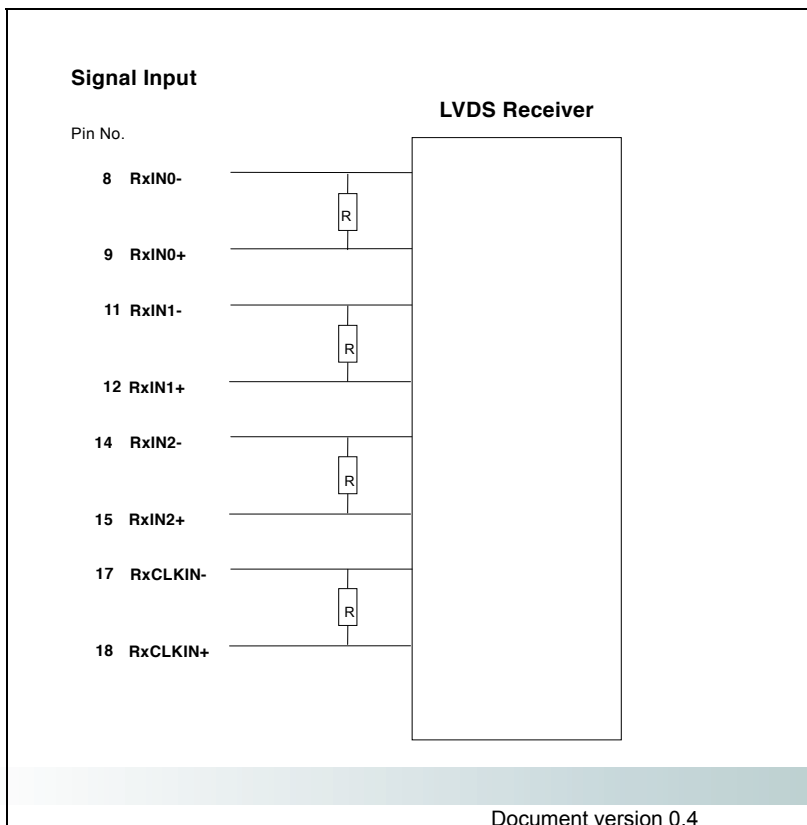 Signal Input
LVDS Receiver
Pin No.
8 RxIN0-
R
9 RxIN0+
11 RxIN1-
R
12 RxIN1+
14 RxIN2-
R
15 RxIN2+
17 RxCLKIN-
R
18 RxCLKIN+
Document version 0.4